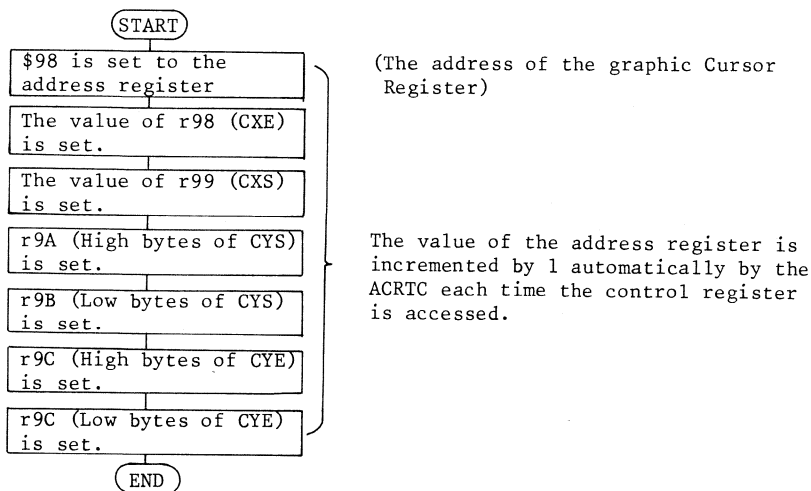 START
$98 is set to the
address register
(The address of the graphic Cursor
Register)
The value of r98 (CXE)
is set.
The value of r99 (CXS)
is set.
r9A (High bytes of CYS)
is set.
r9B (Low bytes of CYS)
is set.
r9C (High bytes of CYE)
is set.
r9C (Low bytes of CYE)
is set.
The value of the address register is
incremented by 1 automatically by the
ACRTC each time the control register
is accessed.
END